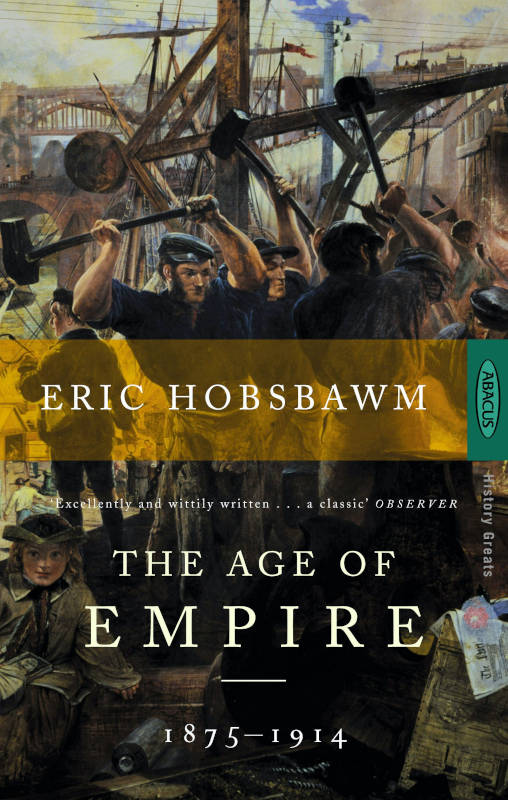 ERIC HOBSBAWM
ABACUS
'Excellently and wittily written . . . a classic' OBSERVER
History Greats
THE AGE OF
EMPIRE
1875–1914